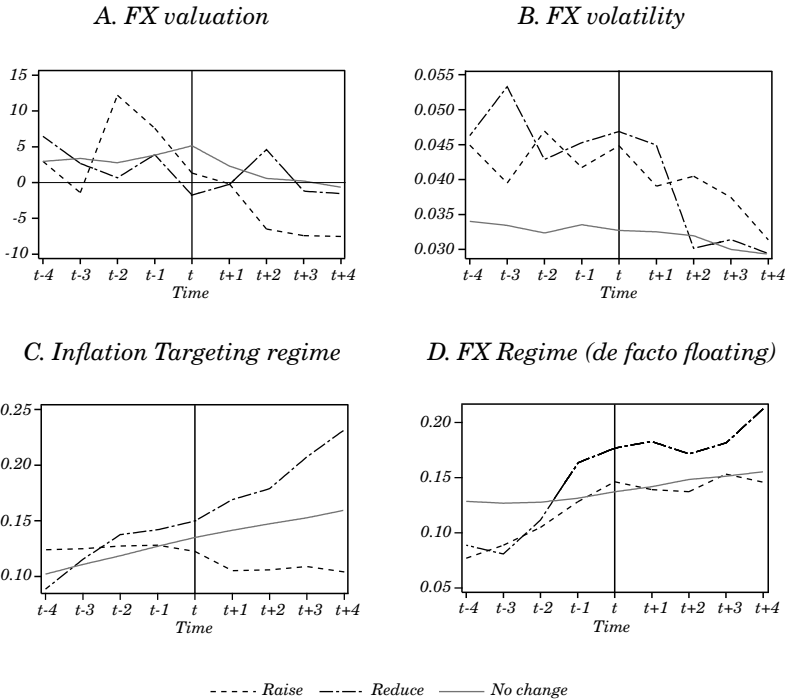 A. FX valuation
15
10
5
0
-5
-10
t-4 t-3 t-2 t-1 t t+1 t+2 t+3 t+4
Time
B. FX volatility
0.055
0.050
0.045
0.040
0.035
0.030
t-4 t-3 t-2 t-1 t t+1 t+2 t+3 t+4
Time
C. Inflation Targeting regime
0.25
0.20
0.15
0.10
t-4 t-3 t-2 t-1 t t+1 t+2 t+3 t+4
Time
D. FX Regime (de facto floating)
0.20
0.15
0.10
0.05
t-4 t-3 t-2 t-1 t t+1 t+2 t+3 t+4
Time
Raise Reduce No change